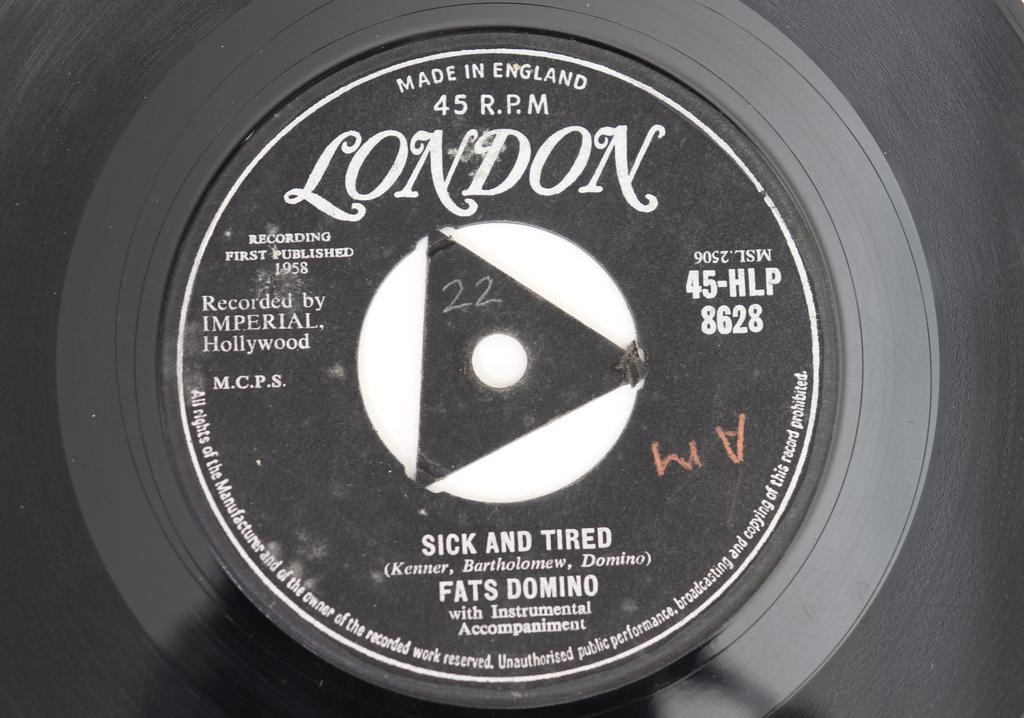 MADE IN ENGLAND
45 R.P.M
LONDON
RECORDING
FIRST PUBLISHED
1958
Recorded by
IMPERIAL,
Hollywood
M.C.P.S.
MSL.2506
45-HLP
8628
22
SICK AND TIRED
(Kenner, Bartholomew, Domino)
FATS DOMINO
with Instrumental
Accompaniment
All rights of the Manufacturer and of the owner of the recorded work reserved. Unauthorised public performance, broadcasting and copying of this record prohibited.